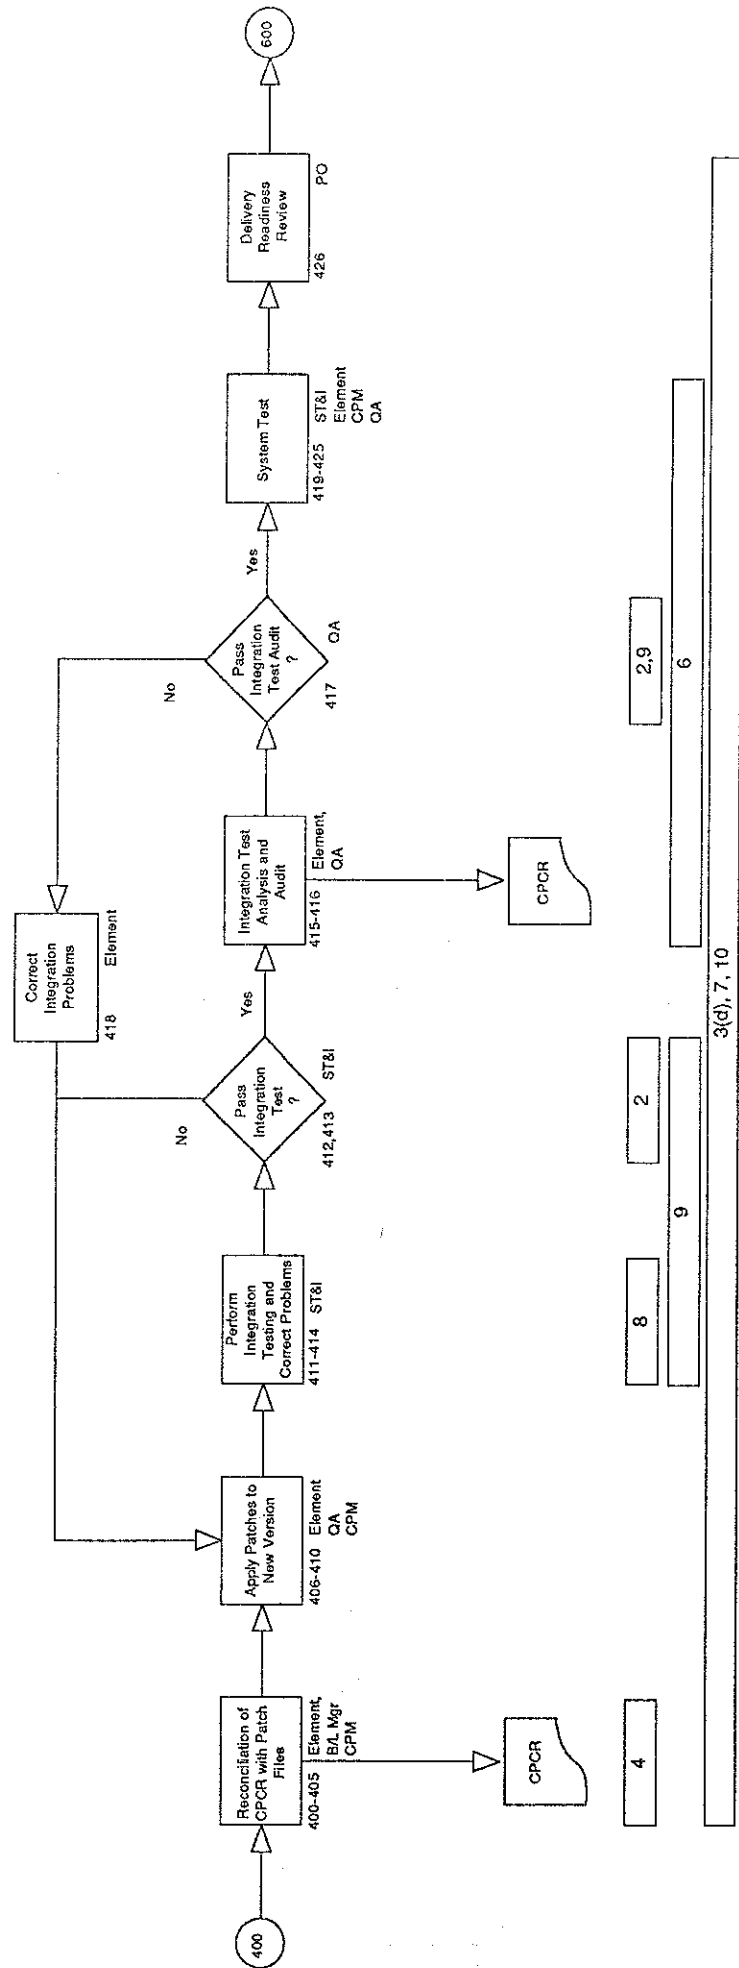 400
Reconciliation of
CPCR with Patch
Files
400-405
Element,
B/L Mgr
CPM
CPCR
Apply Patches to
New Version
406-410
Element
QA
CPM
Perform
Integration
Testing and
Correct Problems
411-414
ST&I
Pass
Integration
Test
?
412,413
ST&I
No
Yes
Correct
Integration
Problems
418
Element
Integration Test
Analysis and
Audit
415-416
Element,
QA
CPCR
Pass
Integration
Test Audit
?
417
QA
No
Yes
System Test
419-425
ST&I
Element
CPM
QA
Delivery
Readiness
Review
426
PO
600
4
8
2
2,9
9
6
3(d), 7, 10